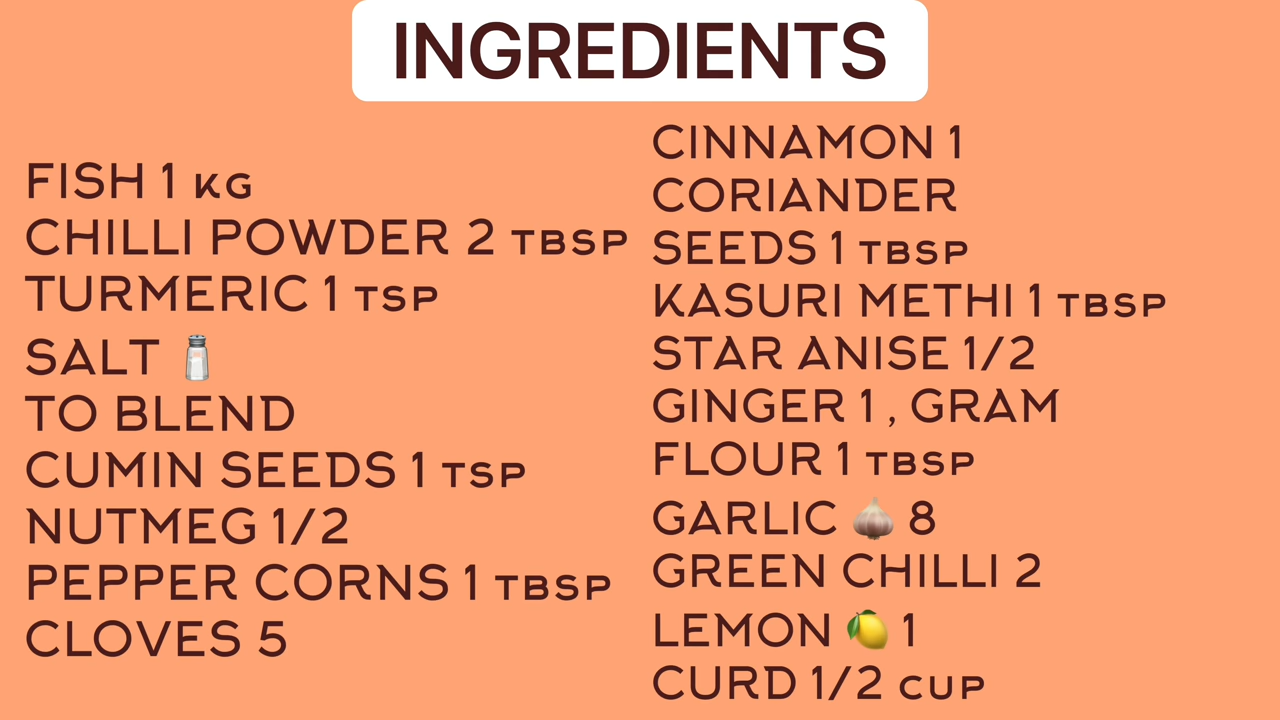 INGREDIENTS
FISH 1 KG
CHILLI POWDER 2 TBSP
TURMERIC 1 TSP
SALT 🧂
TO BLEND
CUMIN SEEDS 1 TSP
NUTMEG 1/2
PEPPER CORNS 1 TBSP
CLOVES 5
CINNAMON 1
CORIANDER
SEEDS 1 TBSP
KASURI METHI 1 TBSP
STAR ANISE 1/2
GINGER 1 , GRAM
FLOUR 1 TBSP
GARLIC 🧄 8
GREEN CHILLI 2
LEMON 🍋 1
CURD 1/2 CUP